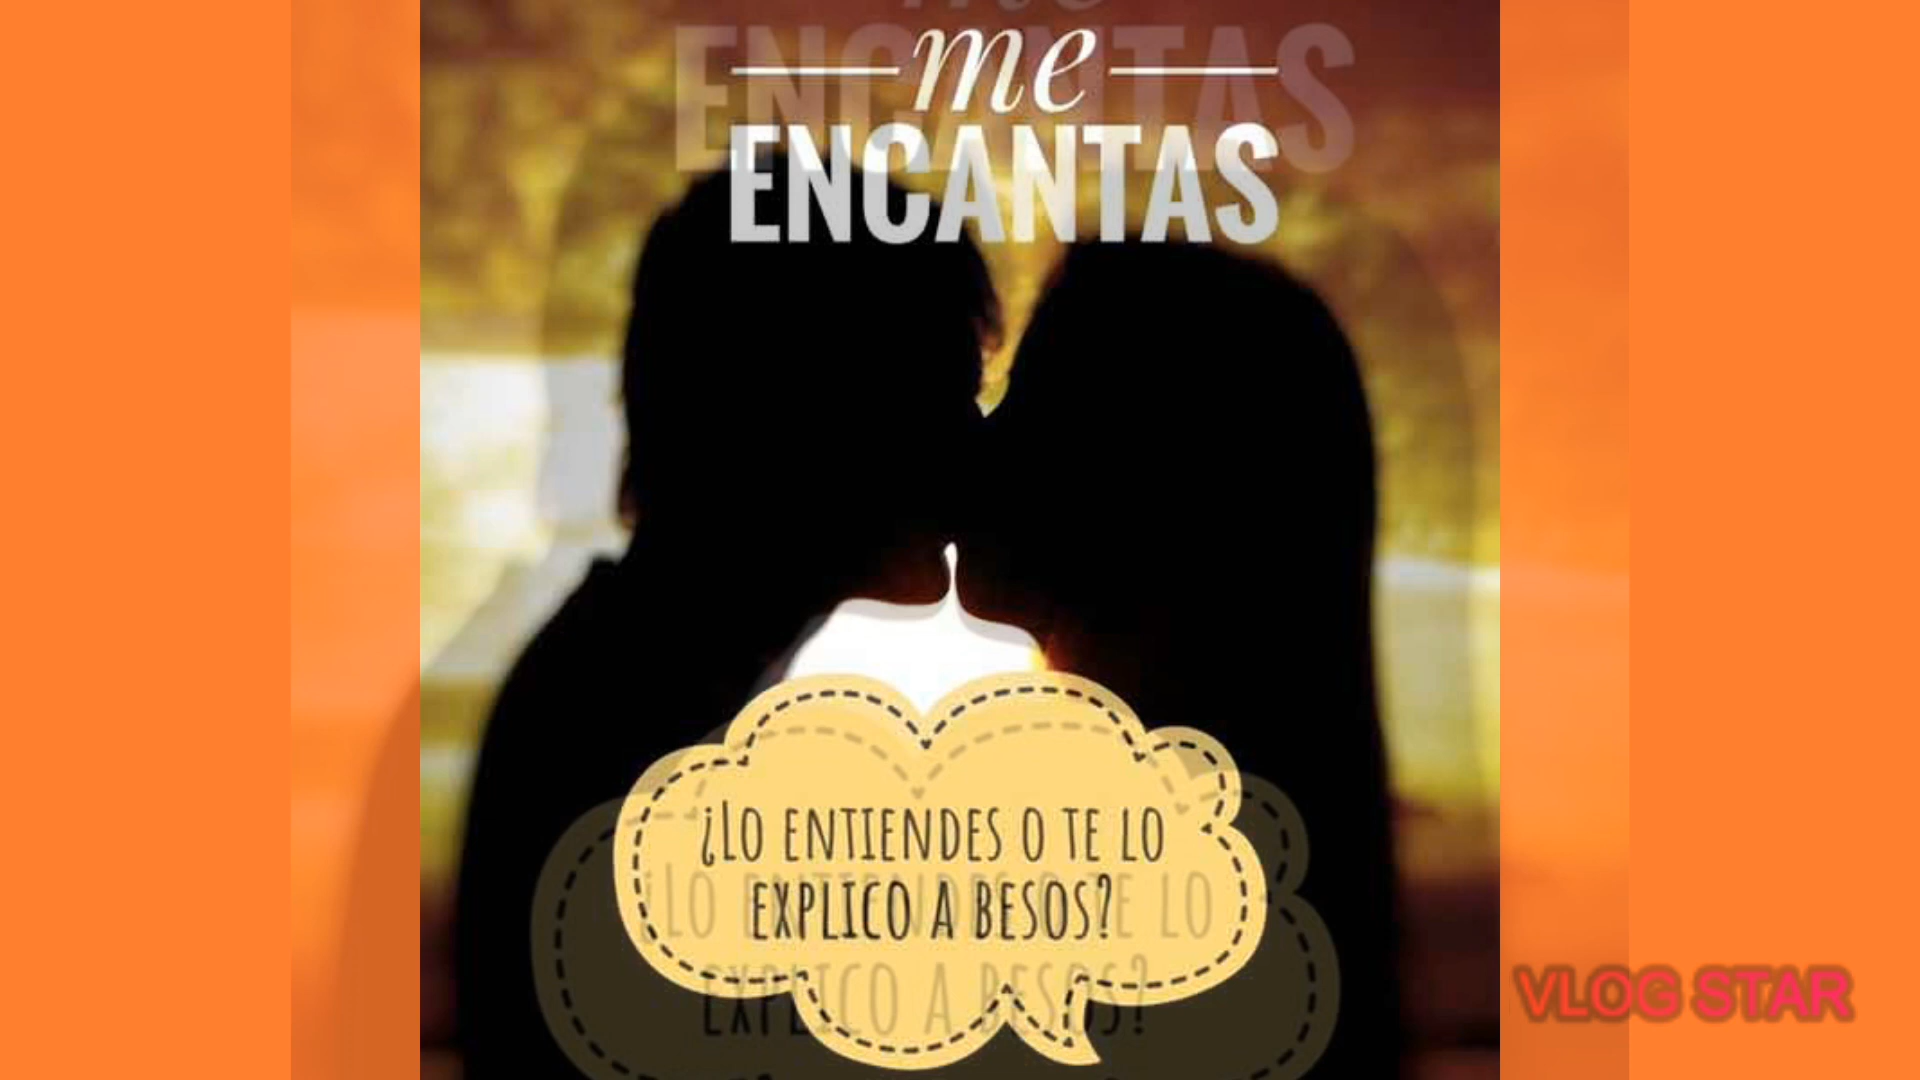 me
ENCANTAS
¿LO ENTIENDES O TE LO
EXPLICO A BESOS?
VLOG STAR